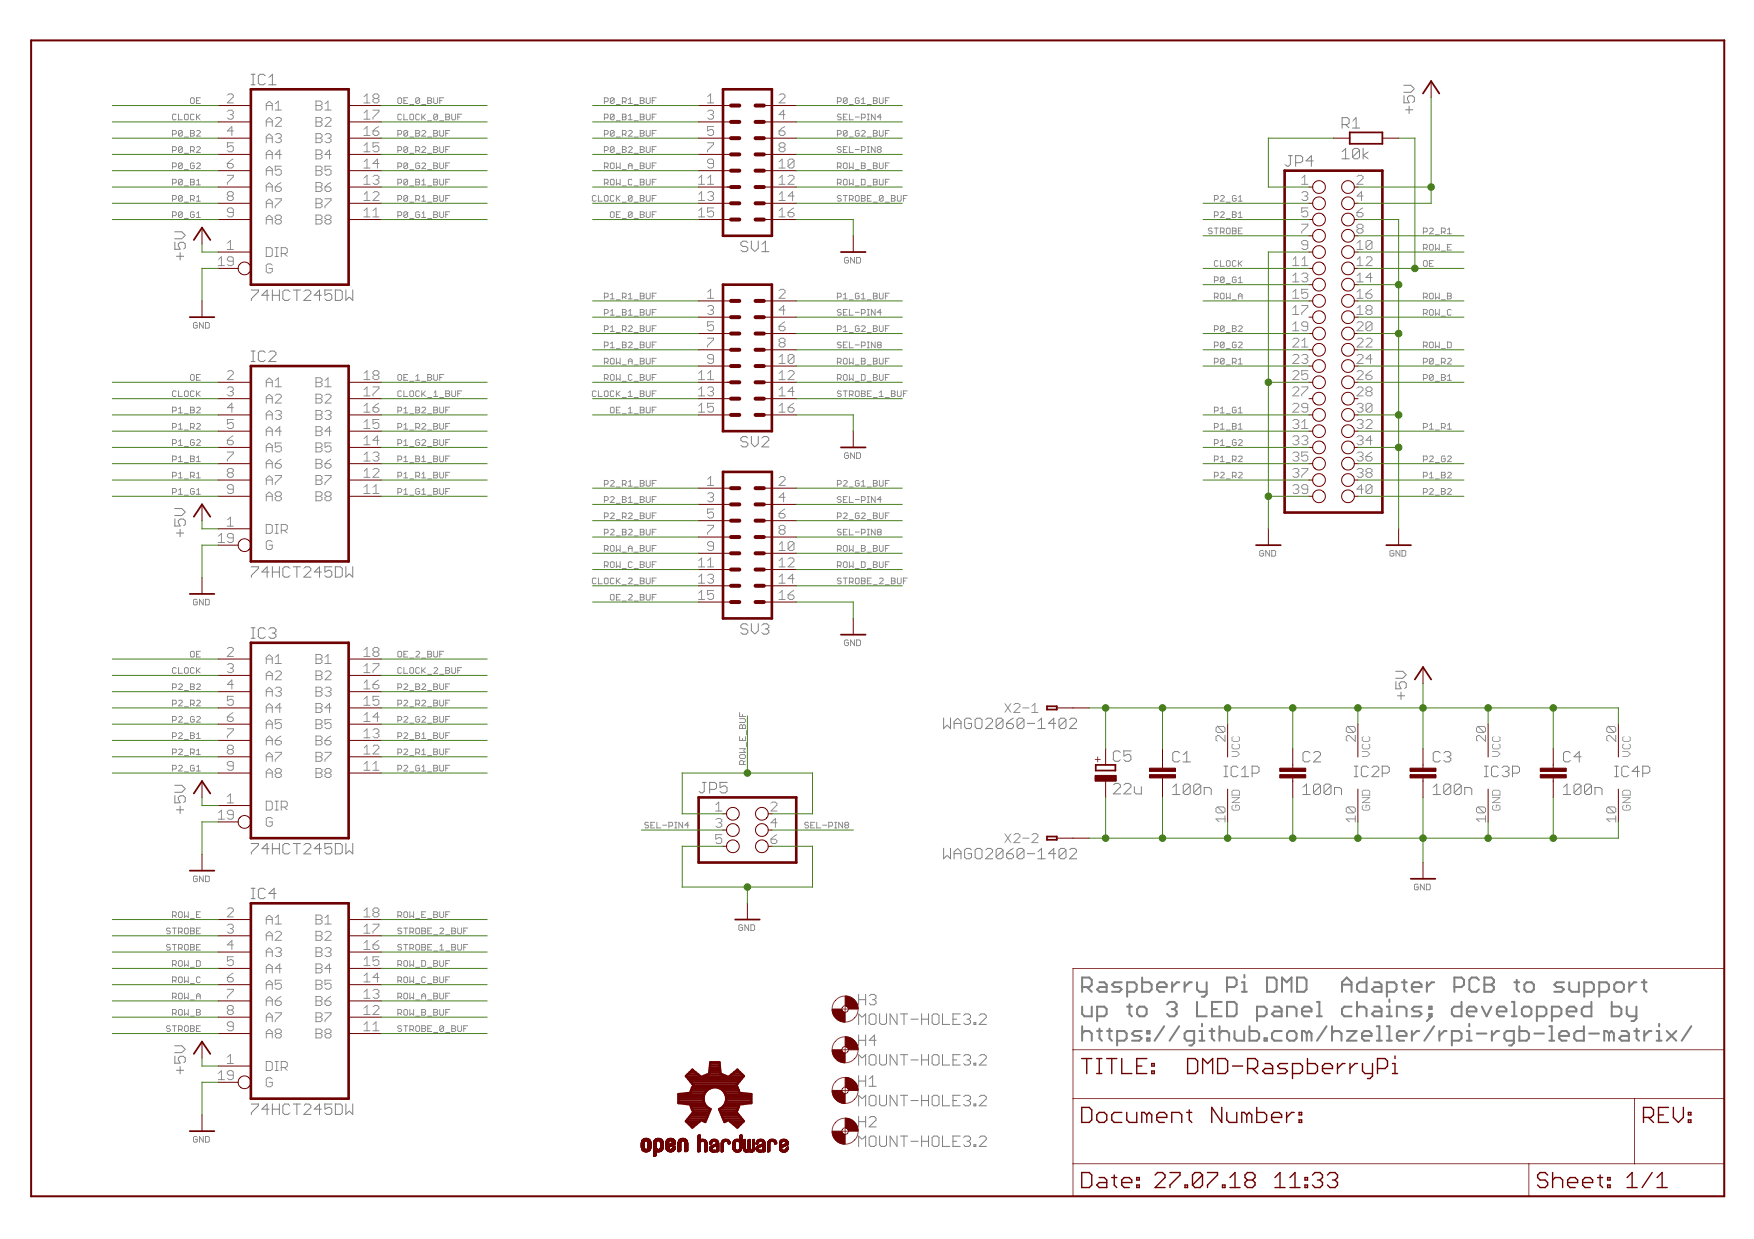 IC1
OE 2 A1 B1 18 OE_0_BUF
CLOCK 3 A2 B2 17 CLOCK_0_BUF
P0_B2 4 A3 B3 16 P0_B2_BUF
P0_R2 5 A4 B4 15 P0_R2_BUF
P0_G2 6 A5 B5 14 P0_G2_BUF
P0_B1 7 A6 B6 13 P0_B1_BUF
P0_R1 8 A7 B7 12 P0_R1_BUF
P0_G1 9 A8 B8 11 P0_G1_BUF
+5V 1 DIR
19 G
74HCT245DW
GND
IC2
OE 2 A1 B1 18 OE_1_BUF
CLOCK 3 A2 B2 17 CLOCK_1_BUF
P1_B2 4 A3 B3 16 P1_B2_BUF
P1_R2 5 A4 B4 15 P1_R2_BUF
P1_G2 6 A5 B5 14 P1_G2_BUF
P1_B1 7 A6 B6 13 P1_B1_BUF
P1_R1 8 A7 B7 12 P1_R1_BUF
P1_G1 9 A8 B8 11 P1_G1_BUF
+5V 1 DIR
19 G
74HCT245DW
GND
IC3
OE 2 A1 B1 18 OE_2_BUF
CLOCK 3 A2 B2 17 CLOCK_2_BUF
P2_B2 4 A3 B3 16 P2_B2_BUF
P2_R2 5 A4 B4 15 P2_R2_BUF
P2_G2 6 A5 B5 14 P2_G2_BUF
P2_B1 7 A6 B6 13 P2_B1_BUF
P2_R1 8 A7 B7 12 P2_R1_BUF
P2_G1 9 A8 B8 11 P2_G1_BUF
+5V 1 DIR
19 G
74HCT245DW
GND
IC4
ROW_E 2 A1 B1 18 ROW_E_BUF
STROBE 3 A2 B2 17 STROBE_2_BUF
STROBE 4 A3 B3 16 STROBE_1_BUF
ROW_D 5 A4 B4 15 ROW_D_BUF
ROW_C 6 A5 B5 14 ROW_C_BUF
ROW_A 7 A6 B6 13 ROW_A_BUF
ROW_B 8 A7 B7 12 ROW_B_BUF
STROBE 9 A8 B8 11 STROBE_0_BUF
+5V 1 DIR
19 G
74HCT245DW
GND
P0_R1_BUF 1 2 P0_G1_BUF
P0_B1_BUF 3 4 SEL-PIN4
P0_R2_BUF 5 6 P0_G2_BUF
P0_B2_BUF 7 8 SEL-PIN8
ROW_A_BUF 9 10 ROW_B_BUF
ROW_C_BUF 11 12 ROW_D_BUF
CLOCK_0_BUF 13 14 STROBE_0_BUF
OE_0_BUF 15 16
SV1
GND
P1_R1_BUF 1 2 P1_G1_BUF
P1_B1_BUF 3 4 SEL-PIN4
P1_R2_BUF 5 6 P1_G2_BUF
P1_B2_BUF 7 8 SEL-PIN8
ROW_A_BUF 9 10 ROW_B_BUF
ROW_C_BUF 11 12 ROW_D_BUF
CLOCK_1_BUF 13 14 STROBE_1_BUF
OE_1_BUF 15 16
SV2
GND
P2_R1_BUF 1 2 P2_G1_BUF
P2_B1_BUF 3 4 SEL-PIN4
P2_R2_BUF 5 6 P2_G2_BUF
P2_B2_BUF 7 8 SEL-PIN8
ROW_A_BUF 9 10 ROW_B_BUF
ROW_C_BUF 11 12 ROW_D_BUF
CLOCK_2_BUF 13 14 STROBE_2_BUF
OE_2_BUF 15 16
SV3
GND
ROW_E_BUF
JP5
1 2
SEL-PIN4 3 4 SEL-PIN8
5 6
GND
+5V
R1
10k
JP4
1 2
P2_G1 3 4
P2_B1 5 6
STROBE 7 8 P2_R1
9 10 ROW_E
CLOCK 11 12 OE
P0_G1 13 14
ROW_A 15 16 ROW_B
17 18 ROW_C
P0_B2 19 20
P0_G2 21 22 ROW_D
P0_R1 23 24 P0_R2
25 26 P0_B1
27 28
P1_G1 29 30
P1_B1 31 32 P1_R1
P1_G2 33 34
P1_R2 35 36 P2_G2
P2_R2 37 38 P1_B2
39 40 P2_B2
GND GND
+5V
X2-1
WAGO2060-1402
20 VCC 20 VCC 20 VCC 20 VCC
+ C5 C1 C2 C3 C4
IC1P IC2P IC3P IC4P
22u 100n 100n 100n 100n
10 GND 10 GND 10 GND 10 GND
X2-2
WAGO2060-1402
GND
H3
MOUNT-HOLE3.2
H4
MOUNT-HOLE3.2
H1
MOUNT-HOLE3.2
H2
MOUNT-HOLE3.2
open hardware
Raspberry Pi DMD Adapter PCB to support
up to 3 LED panel chains; developped by
https://github.com/hzeller/rpi-rgb-led-matrix/
TITLE: DMD-RaspberryPi
Document Number:
REV:
Date: 27.07.18 11:33
Sheet: 1/1